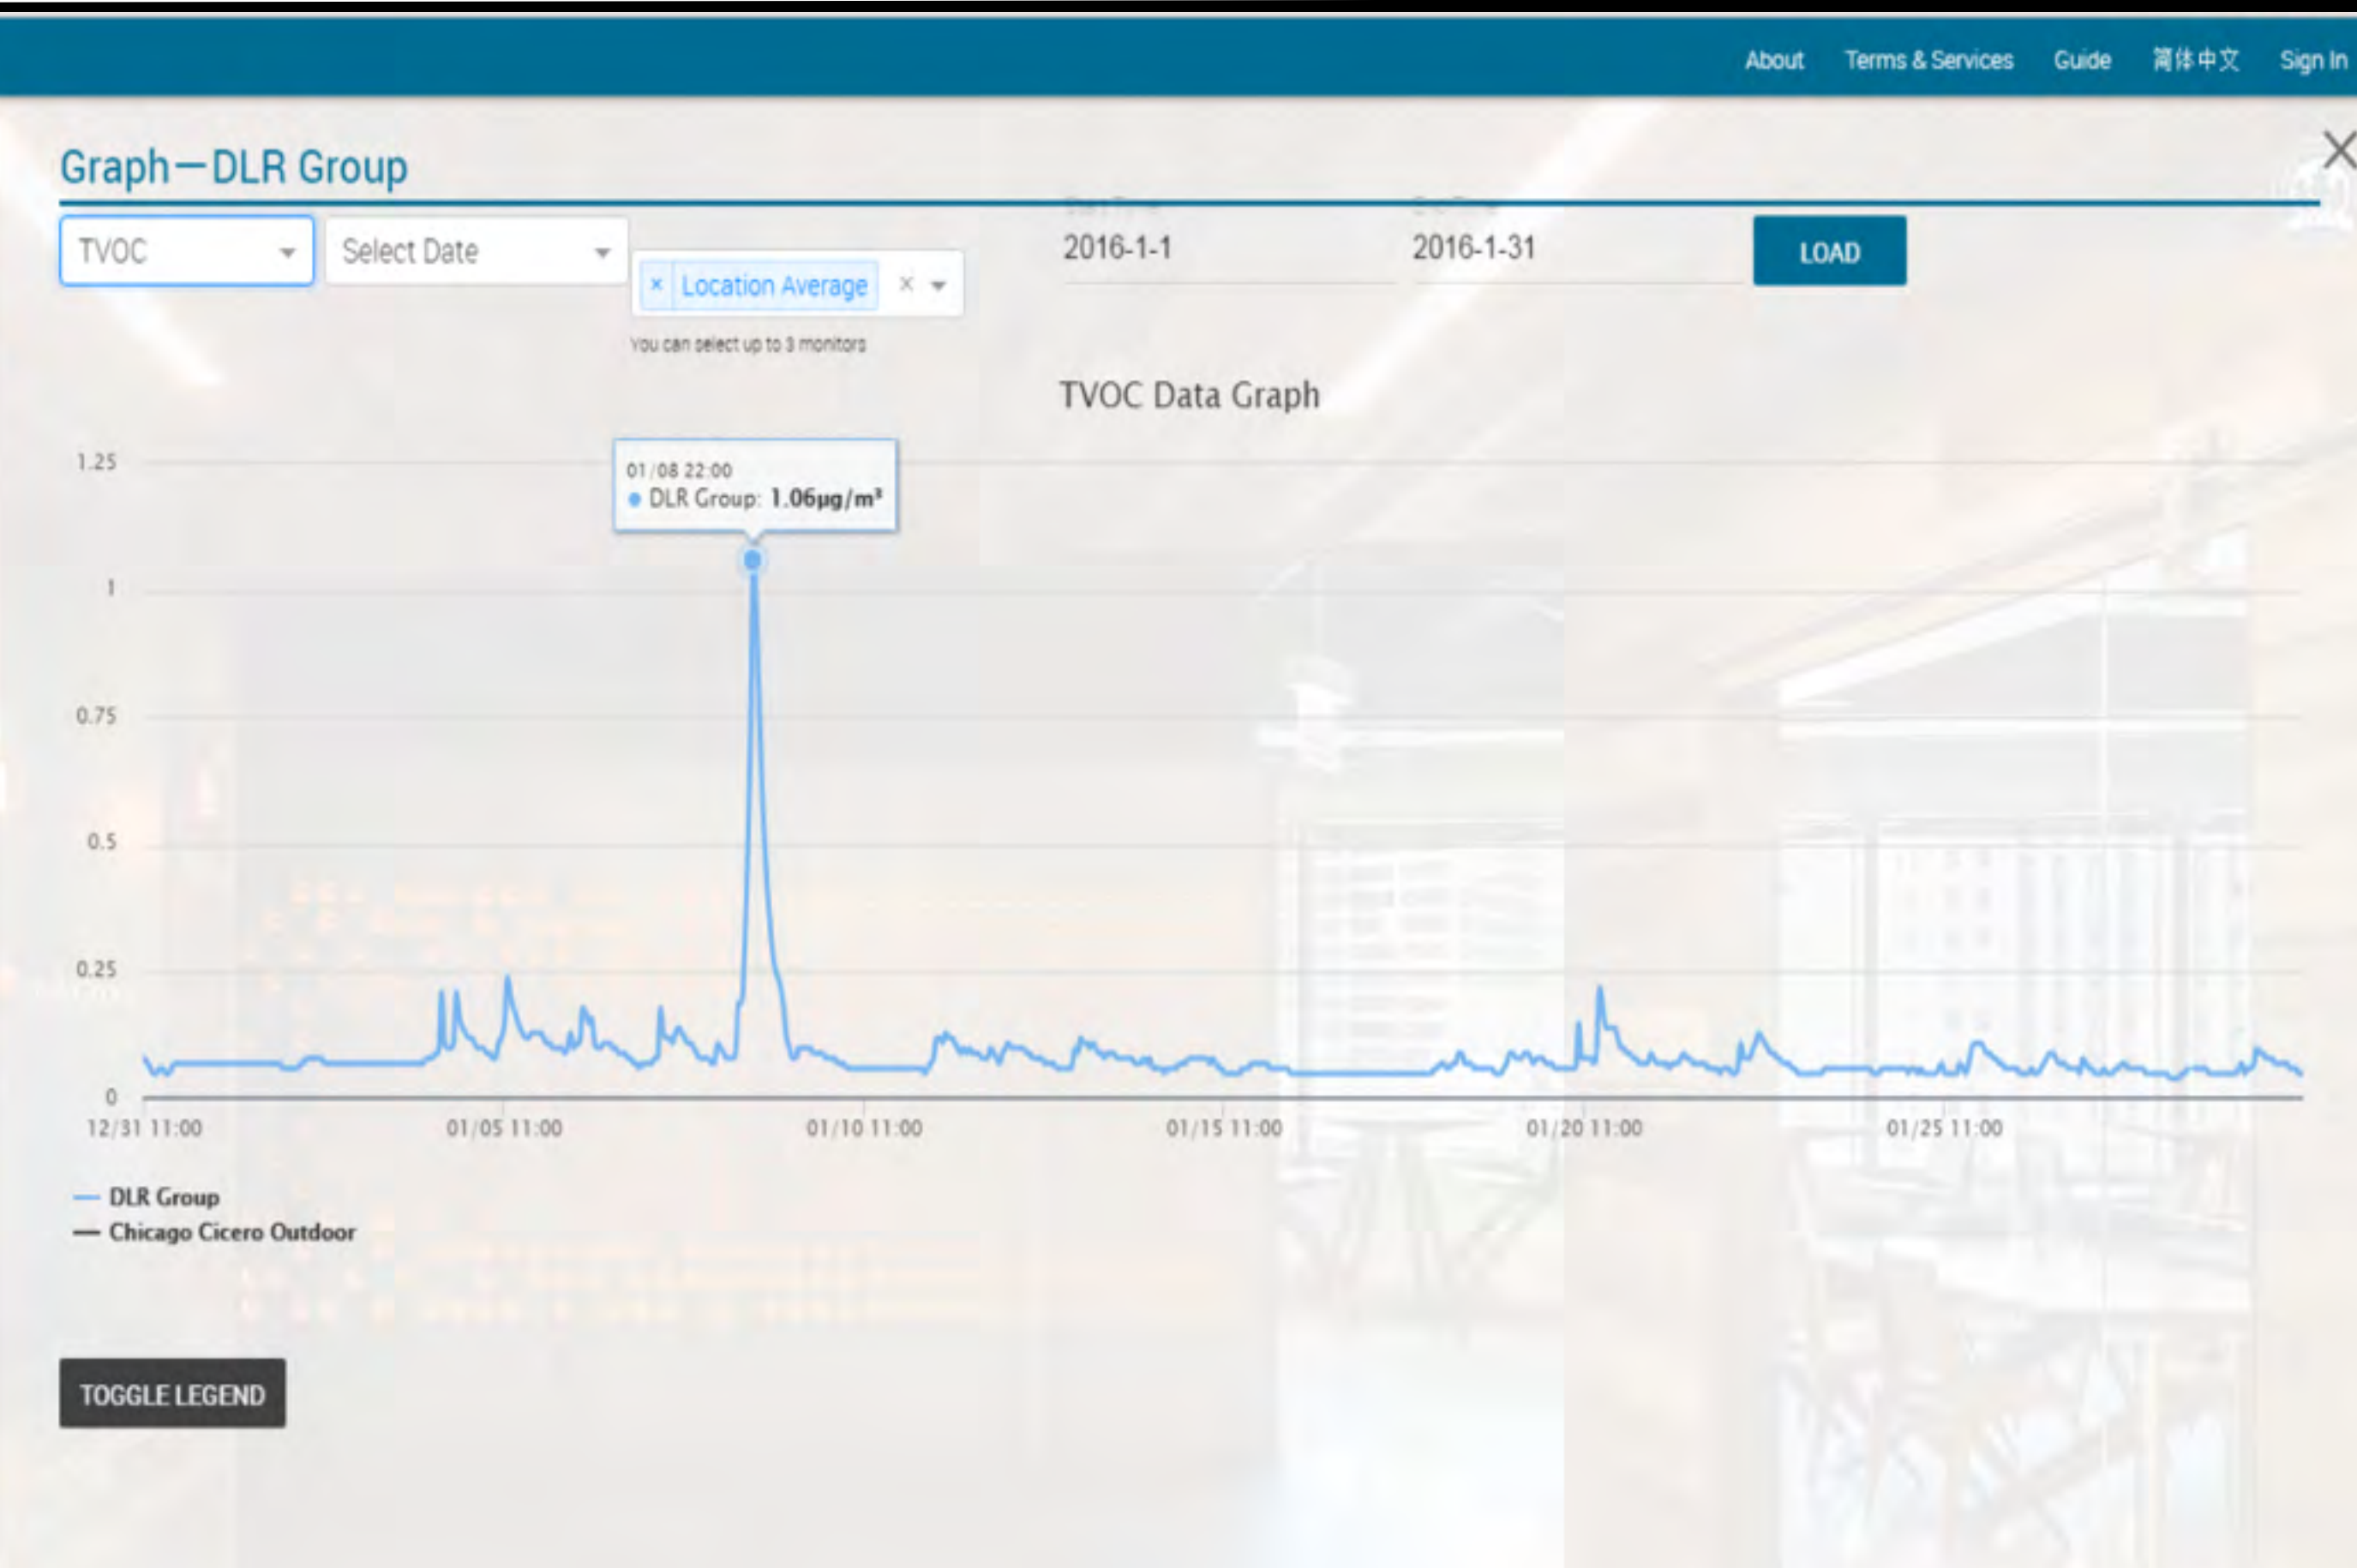 About Terms & Services Guide 简体中文 Sign In
Graph—DLR Group
TVOC
Select Date
× Location Average ×
You can select up to 3 monitors
2016-1-1
2016-1-31
LOAD
TVOC Data Graph
01/08 22:00
DLR Group: 1.06µg/m³
1.25
1
0.75
0.5
0.25
0
12/31 11:00 01/05 11:00 01/10 11:00 01/15 11:00 01/20 11:00 01/25 11:00
DLR Group
Chicago Cicero Outdoor
TOGGLE LEGEND